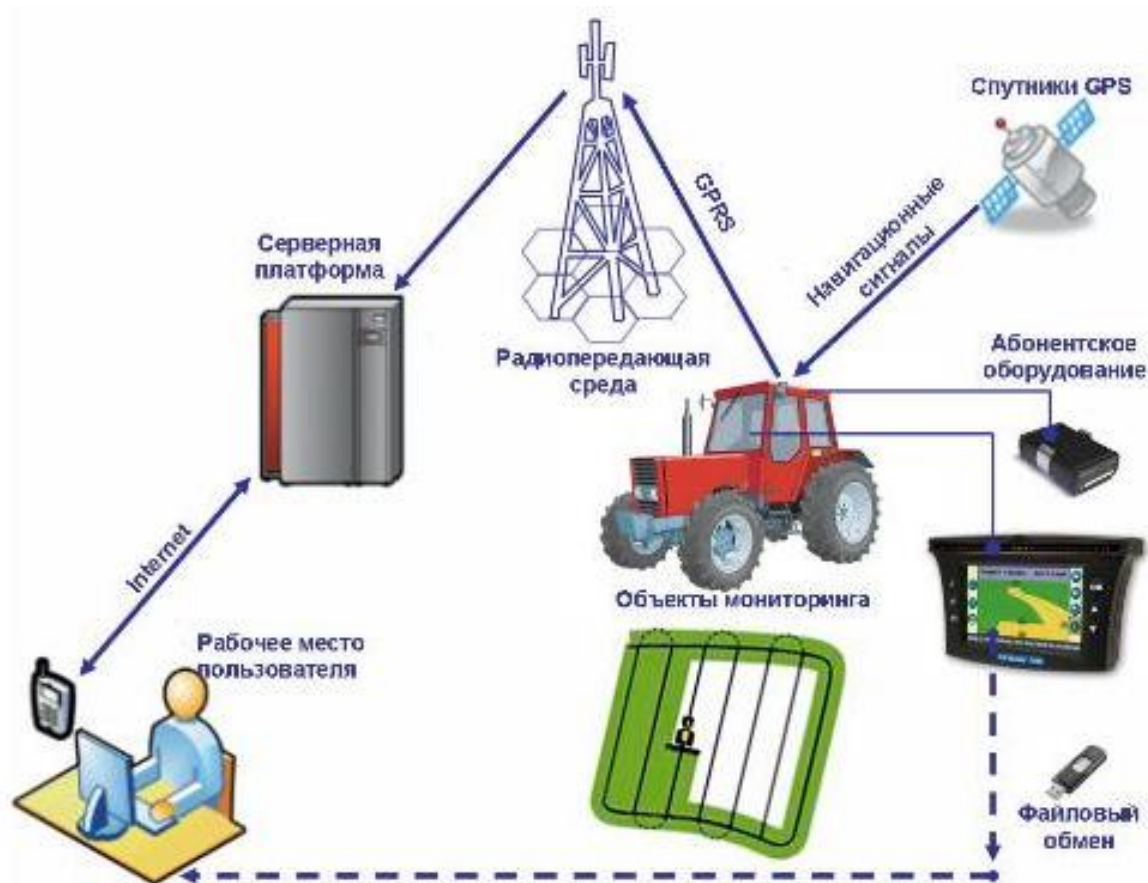 Спутники GPS
GPRS
Навигационные
сигналы
Серверная
платформа
Радиопередающая
среда
Абонентское
оборудование
Internet
Объекты мониторинга
Рабочее место
пользователя
Файловый
обмен